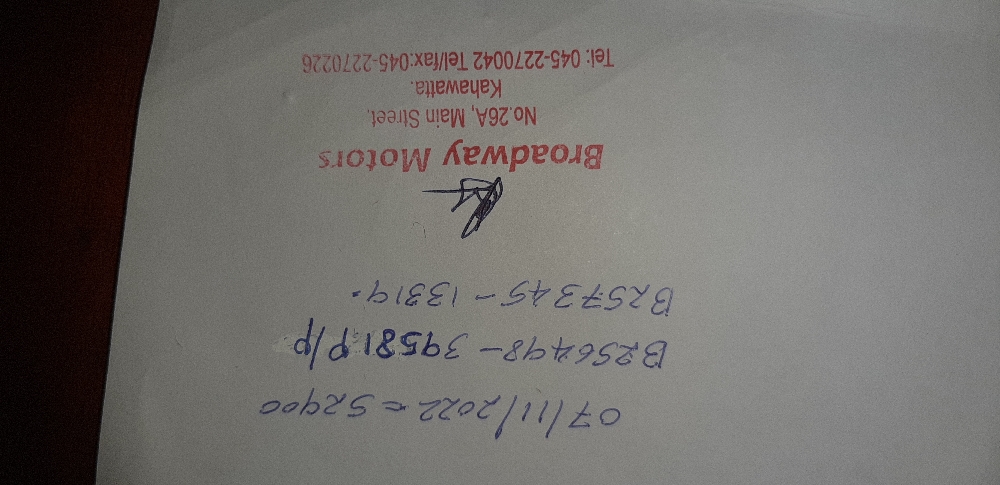 07/11/2022 = 52900
B256498 - 39581 P/P
B257345 - 13319.
Broadway Motors
No.26A, Main Street,
Kahawatta.
Tel: 045-2270042 Tel/fax:045-2270226